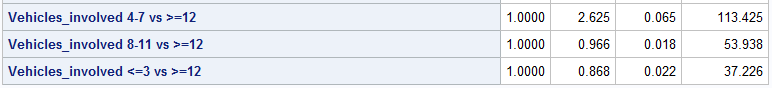 Vehicles_involved 4-7 vs >=12 1.0000 2.625 0.065 113.425
Vehicles_involved 8-11 vs >=12 1.0000 0.966 0.018 53.938
Vehicles_involved <=3 vs >=12 1.0000 0.868 0.022 37.226